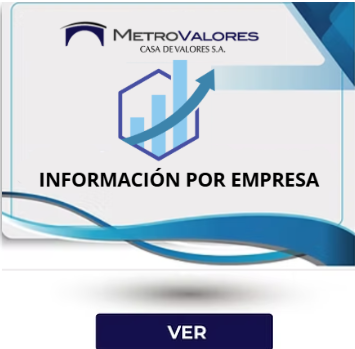 METROVALORES
CASA DE VALORES S.A.
INFORMACIÓN POR EMPRESA
VER